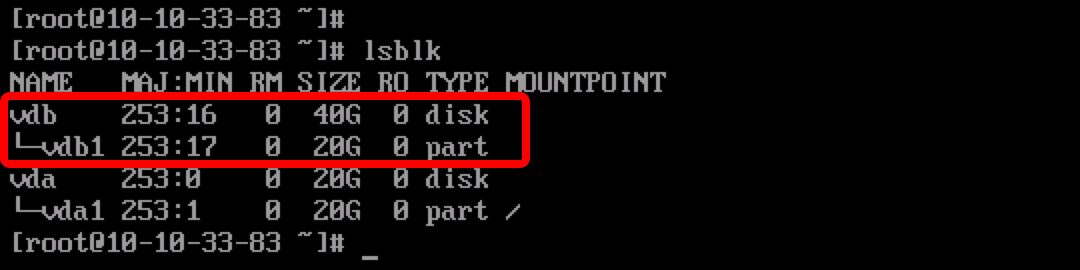 [root@10-10-33-83 ~]#
[root@10-10-33-83 ~]# lsblk
NAME   MAJ:MIN RM SIZE RO TYPE MOUNTPOINT
vdb    253:16   0  40G  0 disk
└─vdb1 253:17   0  20G  0 part
vda    253:0    0  20G  0 disk
└─vda1 253:1    0  20G  0 part /
[root@10-10-33-83 ~]# _